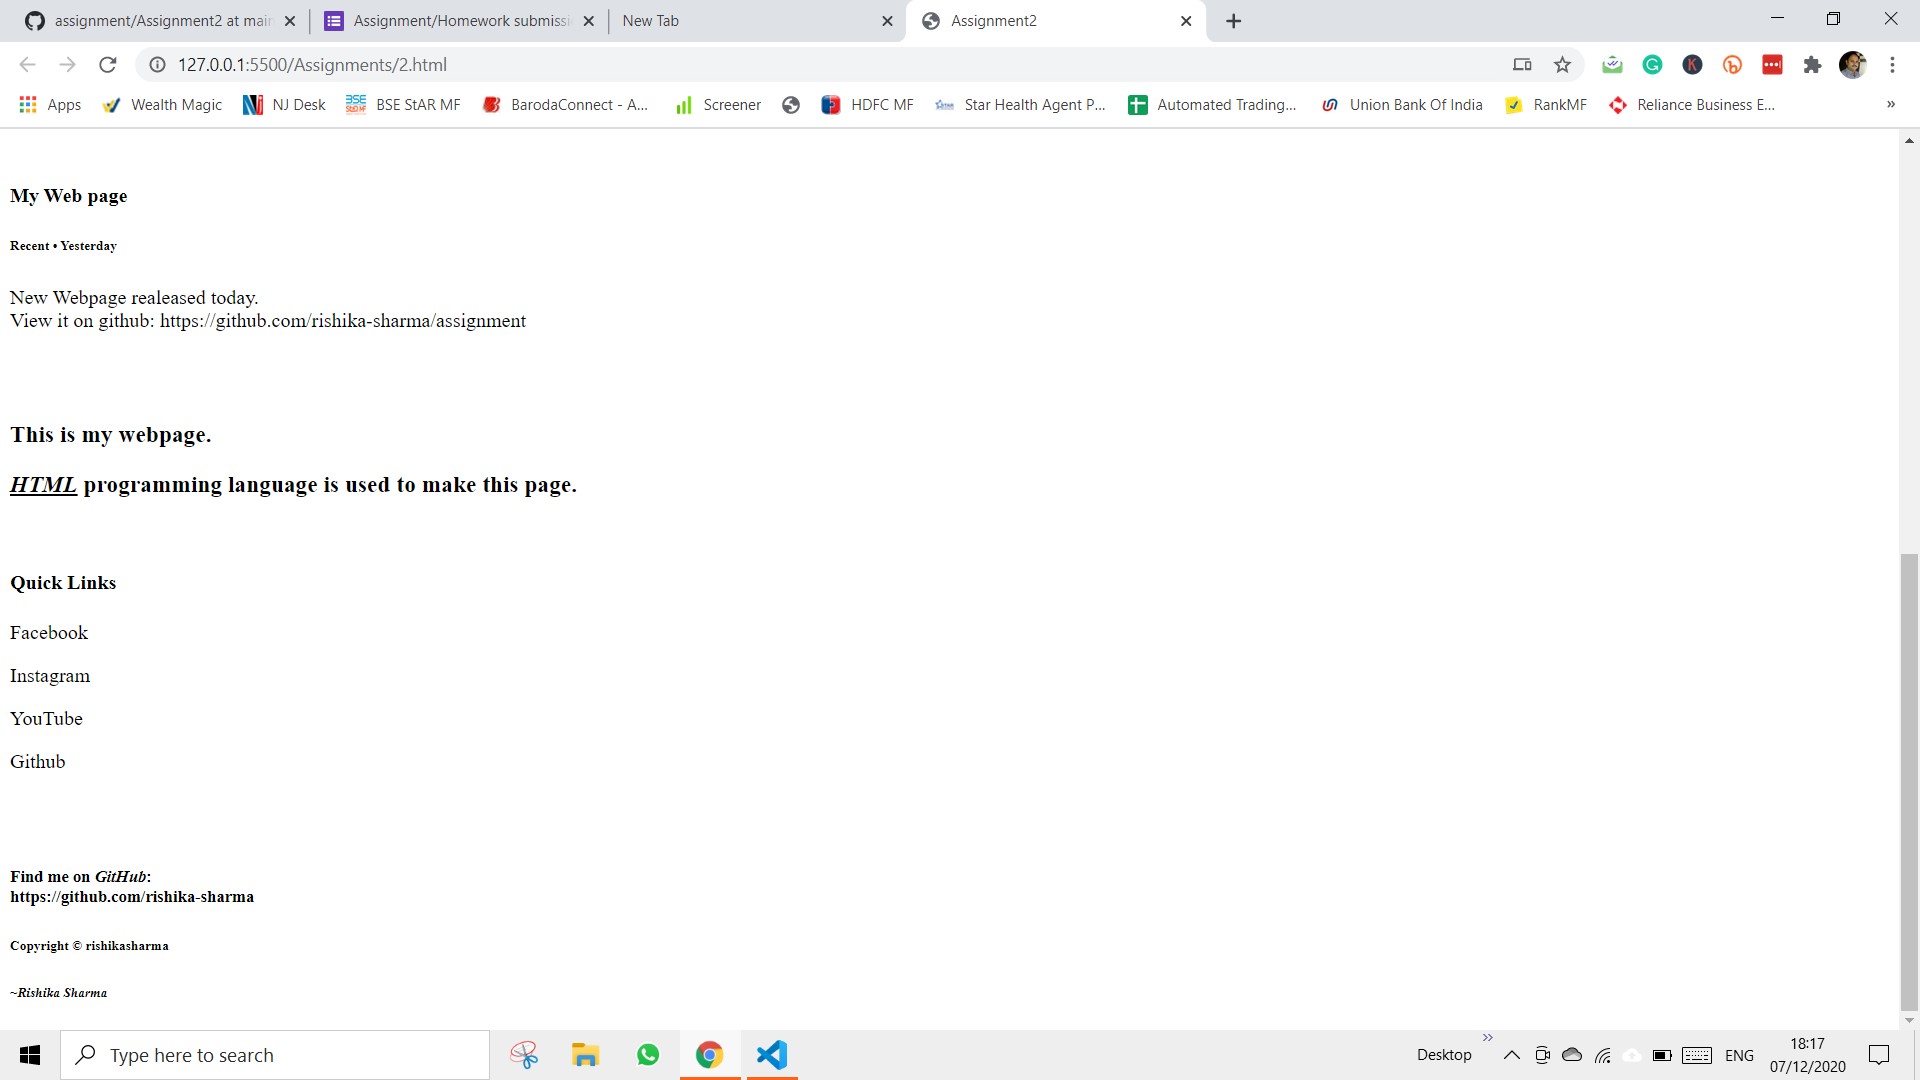 assignment/Assignment2 at main
Assignment/Homework submissi
New Tab
Assignment2
127.0.0.1:5500/Assignments/2.html
Apps
Wealth Magic
NJ Desk
BSE StAR MF
BarodaConnect - A...
Screener
HDFC MF
Star Health Agent P...
Automated Trading...
Union Bank Of India
RankMF
Reliance Business E...
»
My Web page
Recent • Yesterday
New Webpage realeased today.
View it on github: https://github.com/rishika-sharma/assignment
This is my webpage.
HTML programming language is used to make this page.
Quick Links
Facebook
Instagram
YouTube
Github
Find me on GitHub:
https://github.com/rishika-sharma
Copyright © rishikasharma
~Rishika Sharma
Type here to search
Desktop
ENG
18:17
07/12/2020